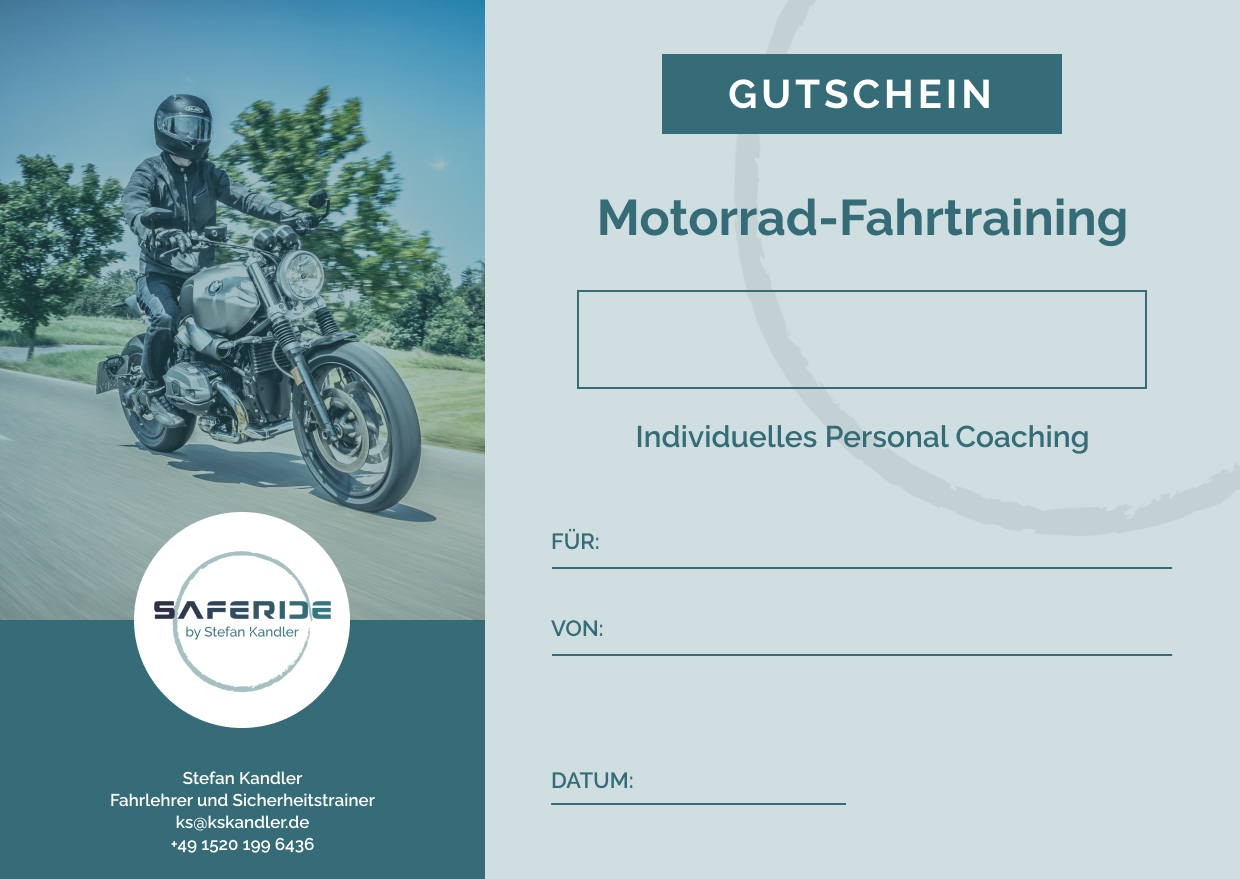 GUTSCHEIN
Motorrad-Fahrtraining
Individuelles Personal Coaching
FÜR:
VON:
DATUM:
SAFERIDE
by Stefan Kandler
Stefan Kandler
Fahrlehrer und Sicherheitstrainer
ks@kskandler.de
+49 1520 199 6436